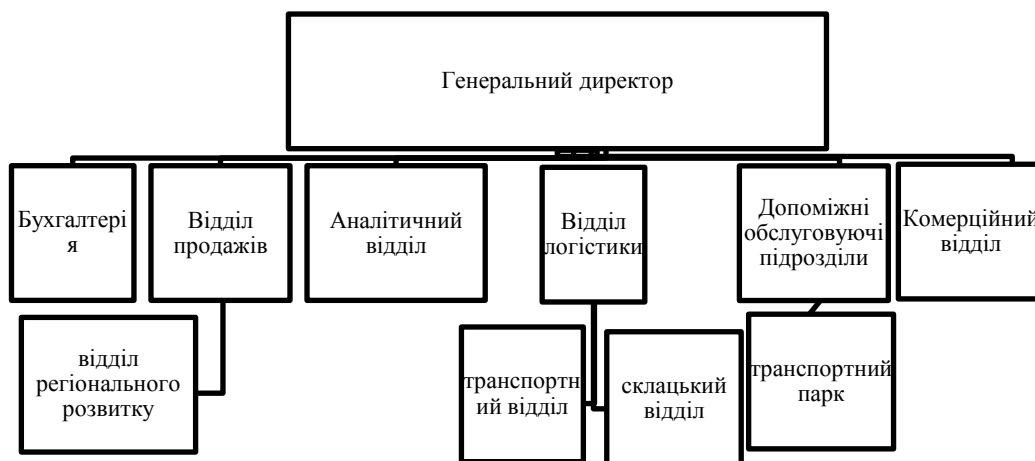 Генеральний директор
Бухгалтері
я
Відділ
продажів
Аналітичний
відділ
Відділ
логістики
Допоміжні
обслуговуючі
підрозділи
Комерційний
відділ
відділ
регіонального
розвитку
транспортн
ий відділ
склацький
відділ
транспортний
парк